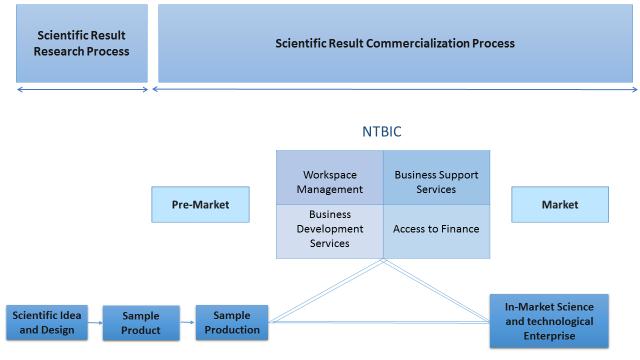 Scientific Result
Research Process
Scientific Result Commercialization Process
NTBIC
Workspace
Management
Business Support
Services
Pre-Market
Market
Business
Development
Services
Access to Finance
Scientific Idea
and Design
Sample
Product
Sample
Production
In-Market Science
and technological
Enterprise